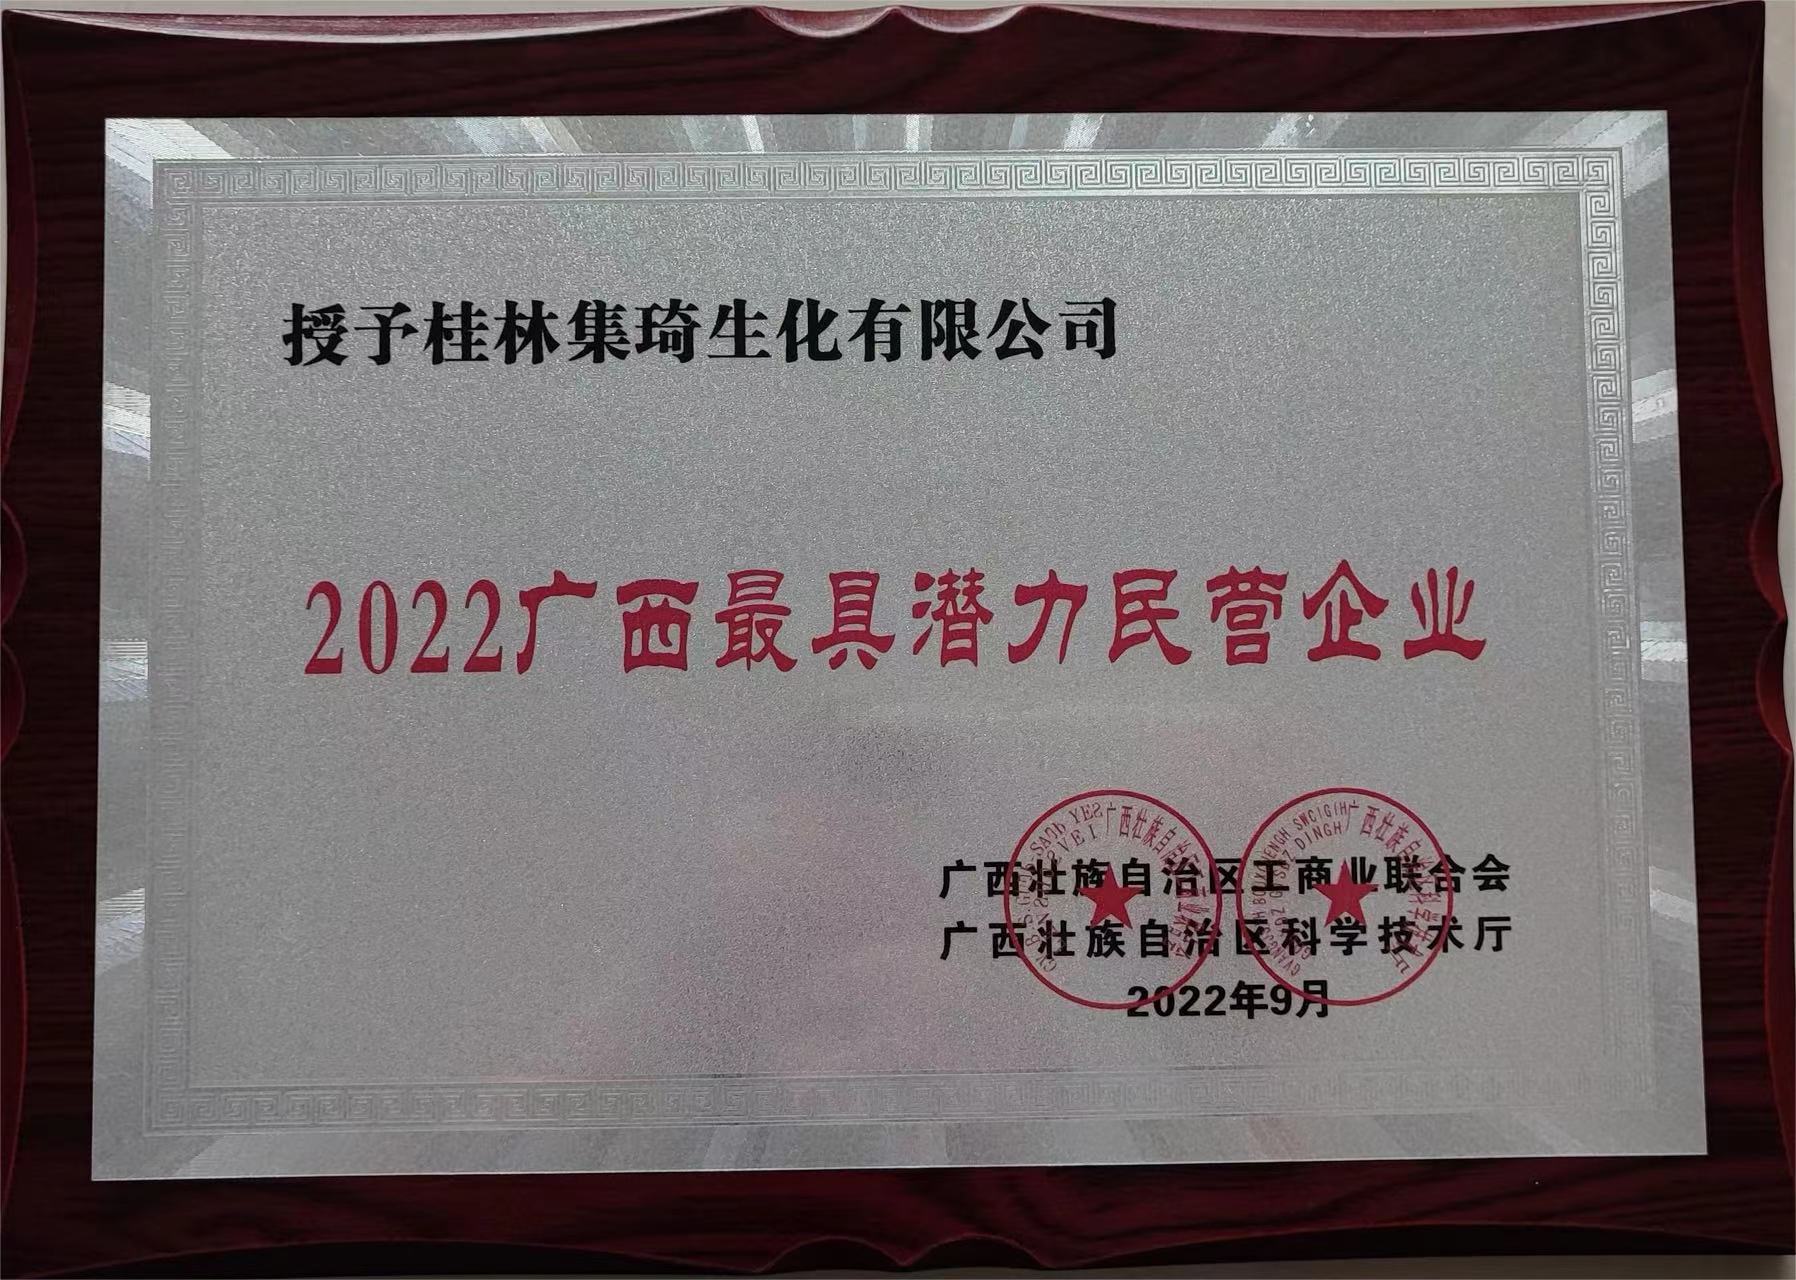 授予桂林集琦生化有限公司
2022广西最具潜力民营企业
广西壮族自治区工商业联合会
广西壮族自治区科学技术厅
2022年9月